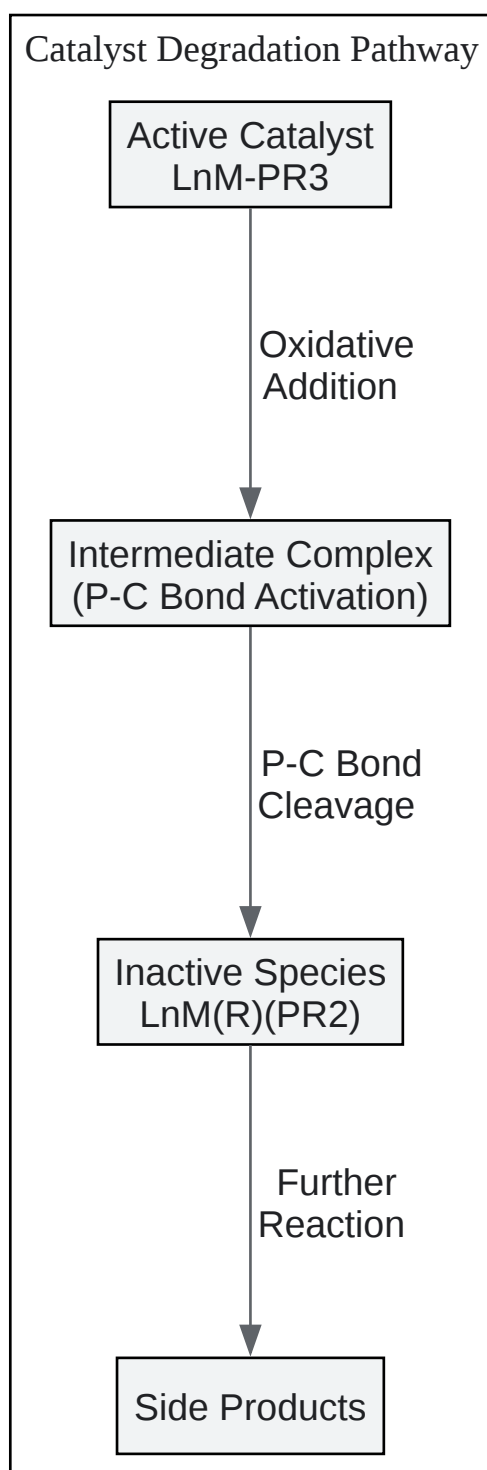 Catalyst Degradation Pathway
Active Catalyst
LnM-PR3
Oxidative
Addition
Intermediate Complex
(P-C Bond Activation)
P-C Bond
Cleavage
Inactive Species
LnM(R)(PR2)
Further
Reaction
Side Products